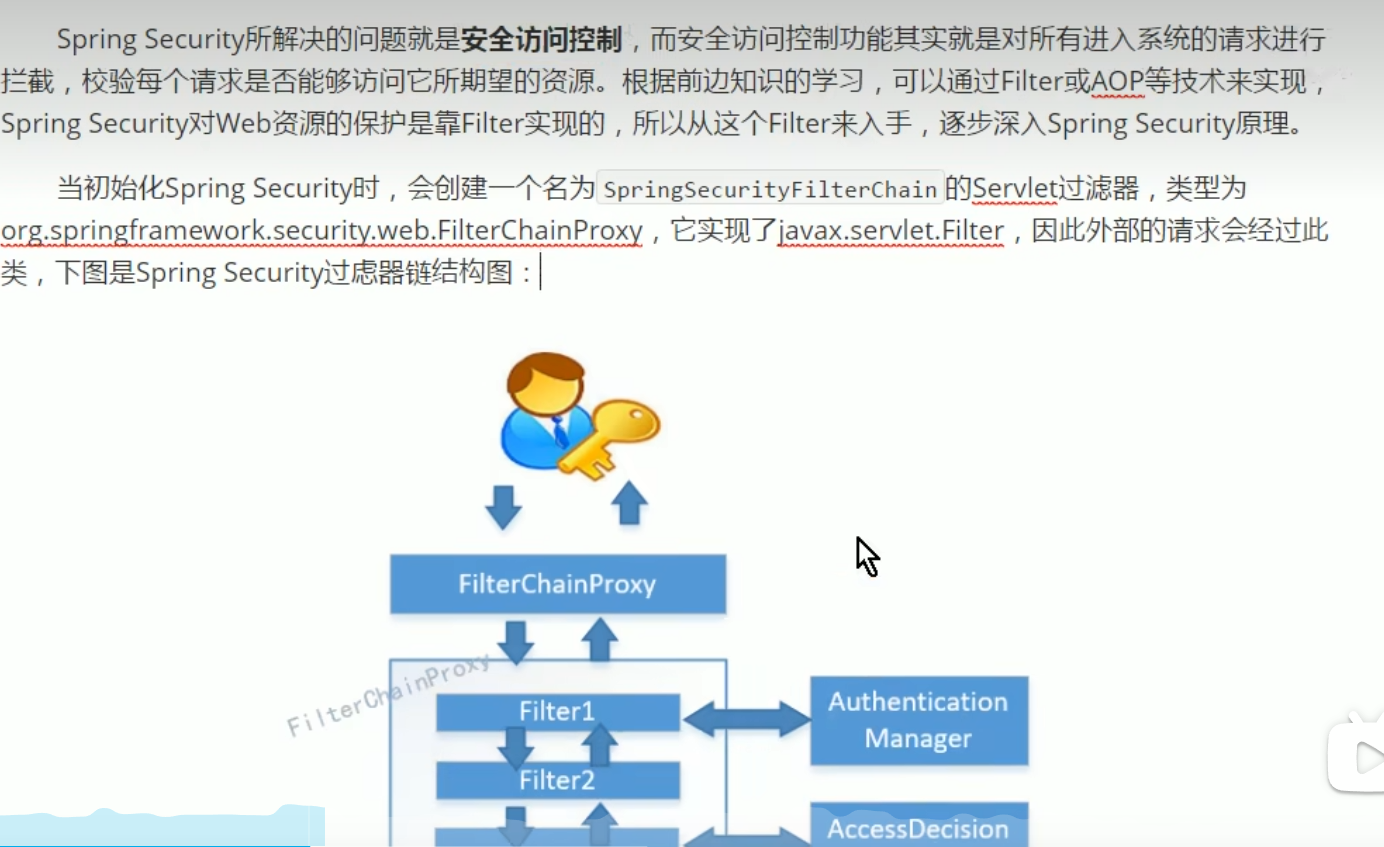 Spring Security所解决的问题就是安全访问控制，而安全访问控制功能其实就是对所有进入系统的请求进行
拦截，校验每个请求是否能够访问它所期望的资源。根据前边知识的学习，可以通过Filter或AOP等技术来实现，
Spring Security对Web资源的保护是靠Filter实现的，所以从这个Filter来入手，逐步深入Spring Security原理。
当初始化Spring Security时，会创建一个名为 SpringSecurityFilterChain 的Servlet过滤器，类型为
org.springframework.security.web.FilterChainProxy，它实现了javax.servlet.Filter，因此外部的请求会经过此
类，下图是Spring Security过虑器链结构图：
FilterChainProxy
FilterChainProxy
Filter1
Authentication
Manager
Filter2
AccessDecision